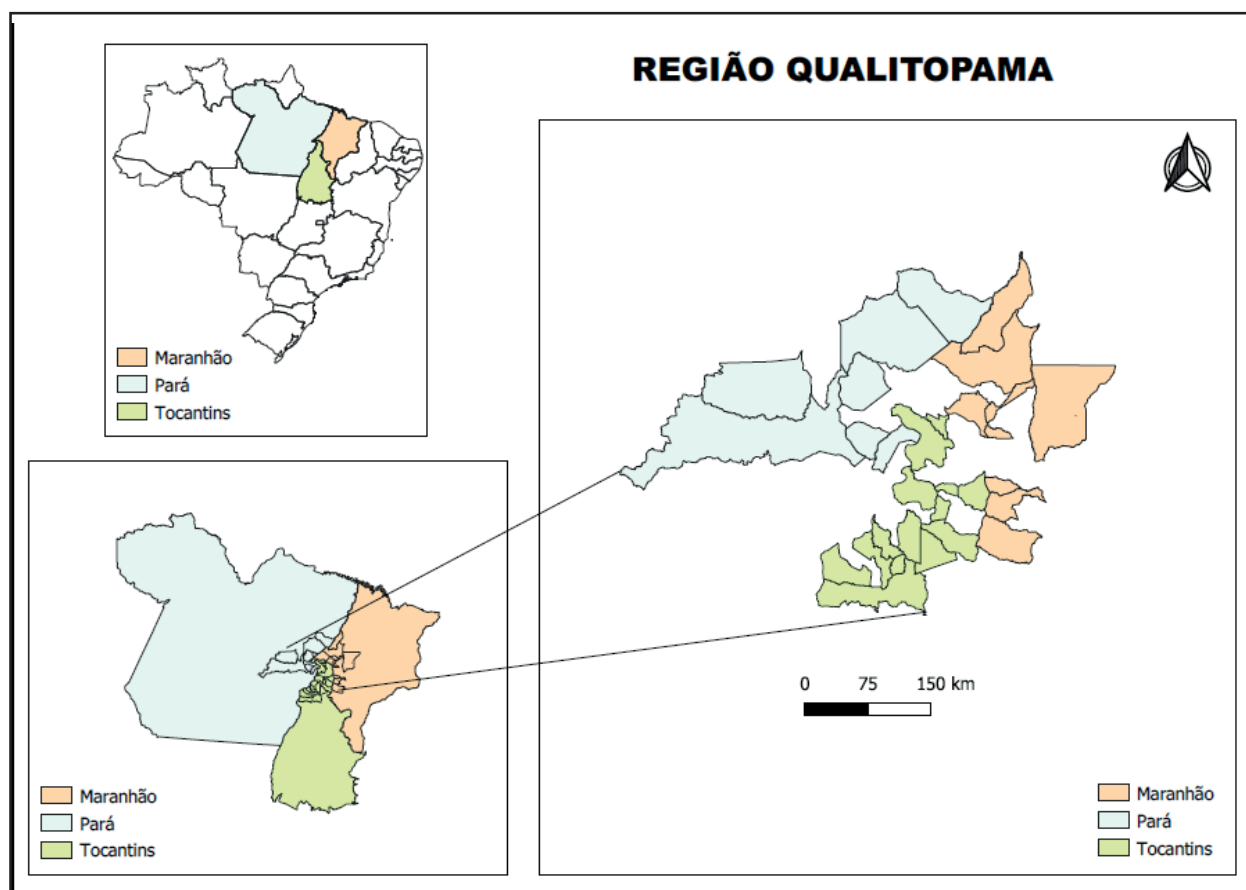 REGIÃO QUALITOPAMA
Maranhão
Pará
Tocantins
Maranhão
Pará
Tocantins
0 75 150 km
Maranhão
Pará
Tocantins